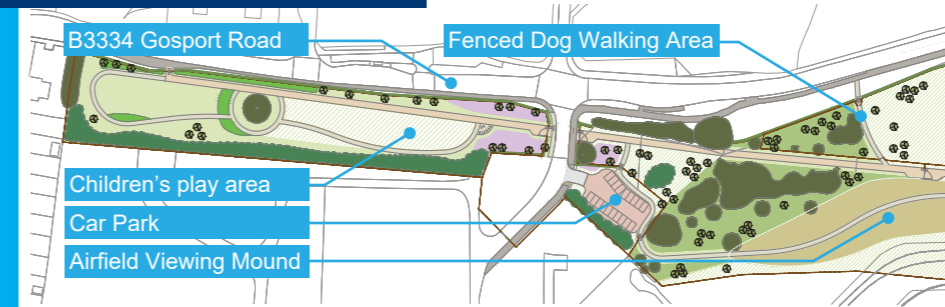 B3334 Gosport Road
Fenced Dog Walking Area
Children's play area
Car Park
Airfield Viewing Mound